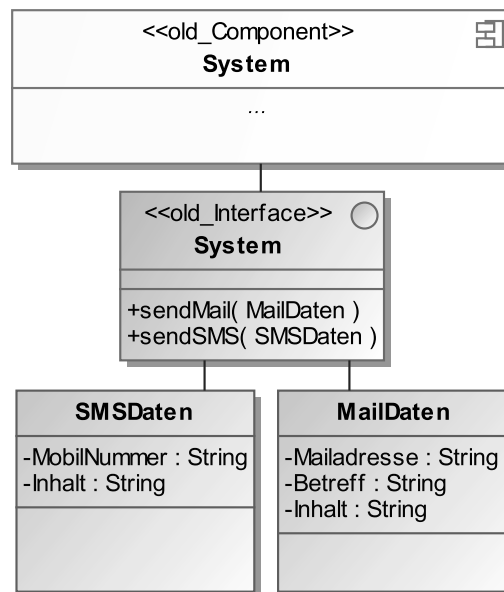 <<old_Component>>
System
...
<<old_Interface>>
System
+sendMail( MailDaten )
+sendSMS( SMSDaten )
SMSDaten
-MobilNummer : String
-Inhalt : String
MailDaten
-Mailadresse : String
-Betreff : String
-Inhalt : String